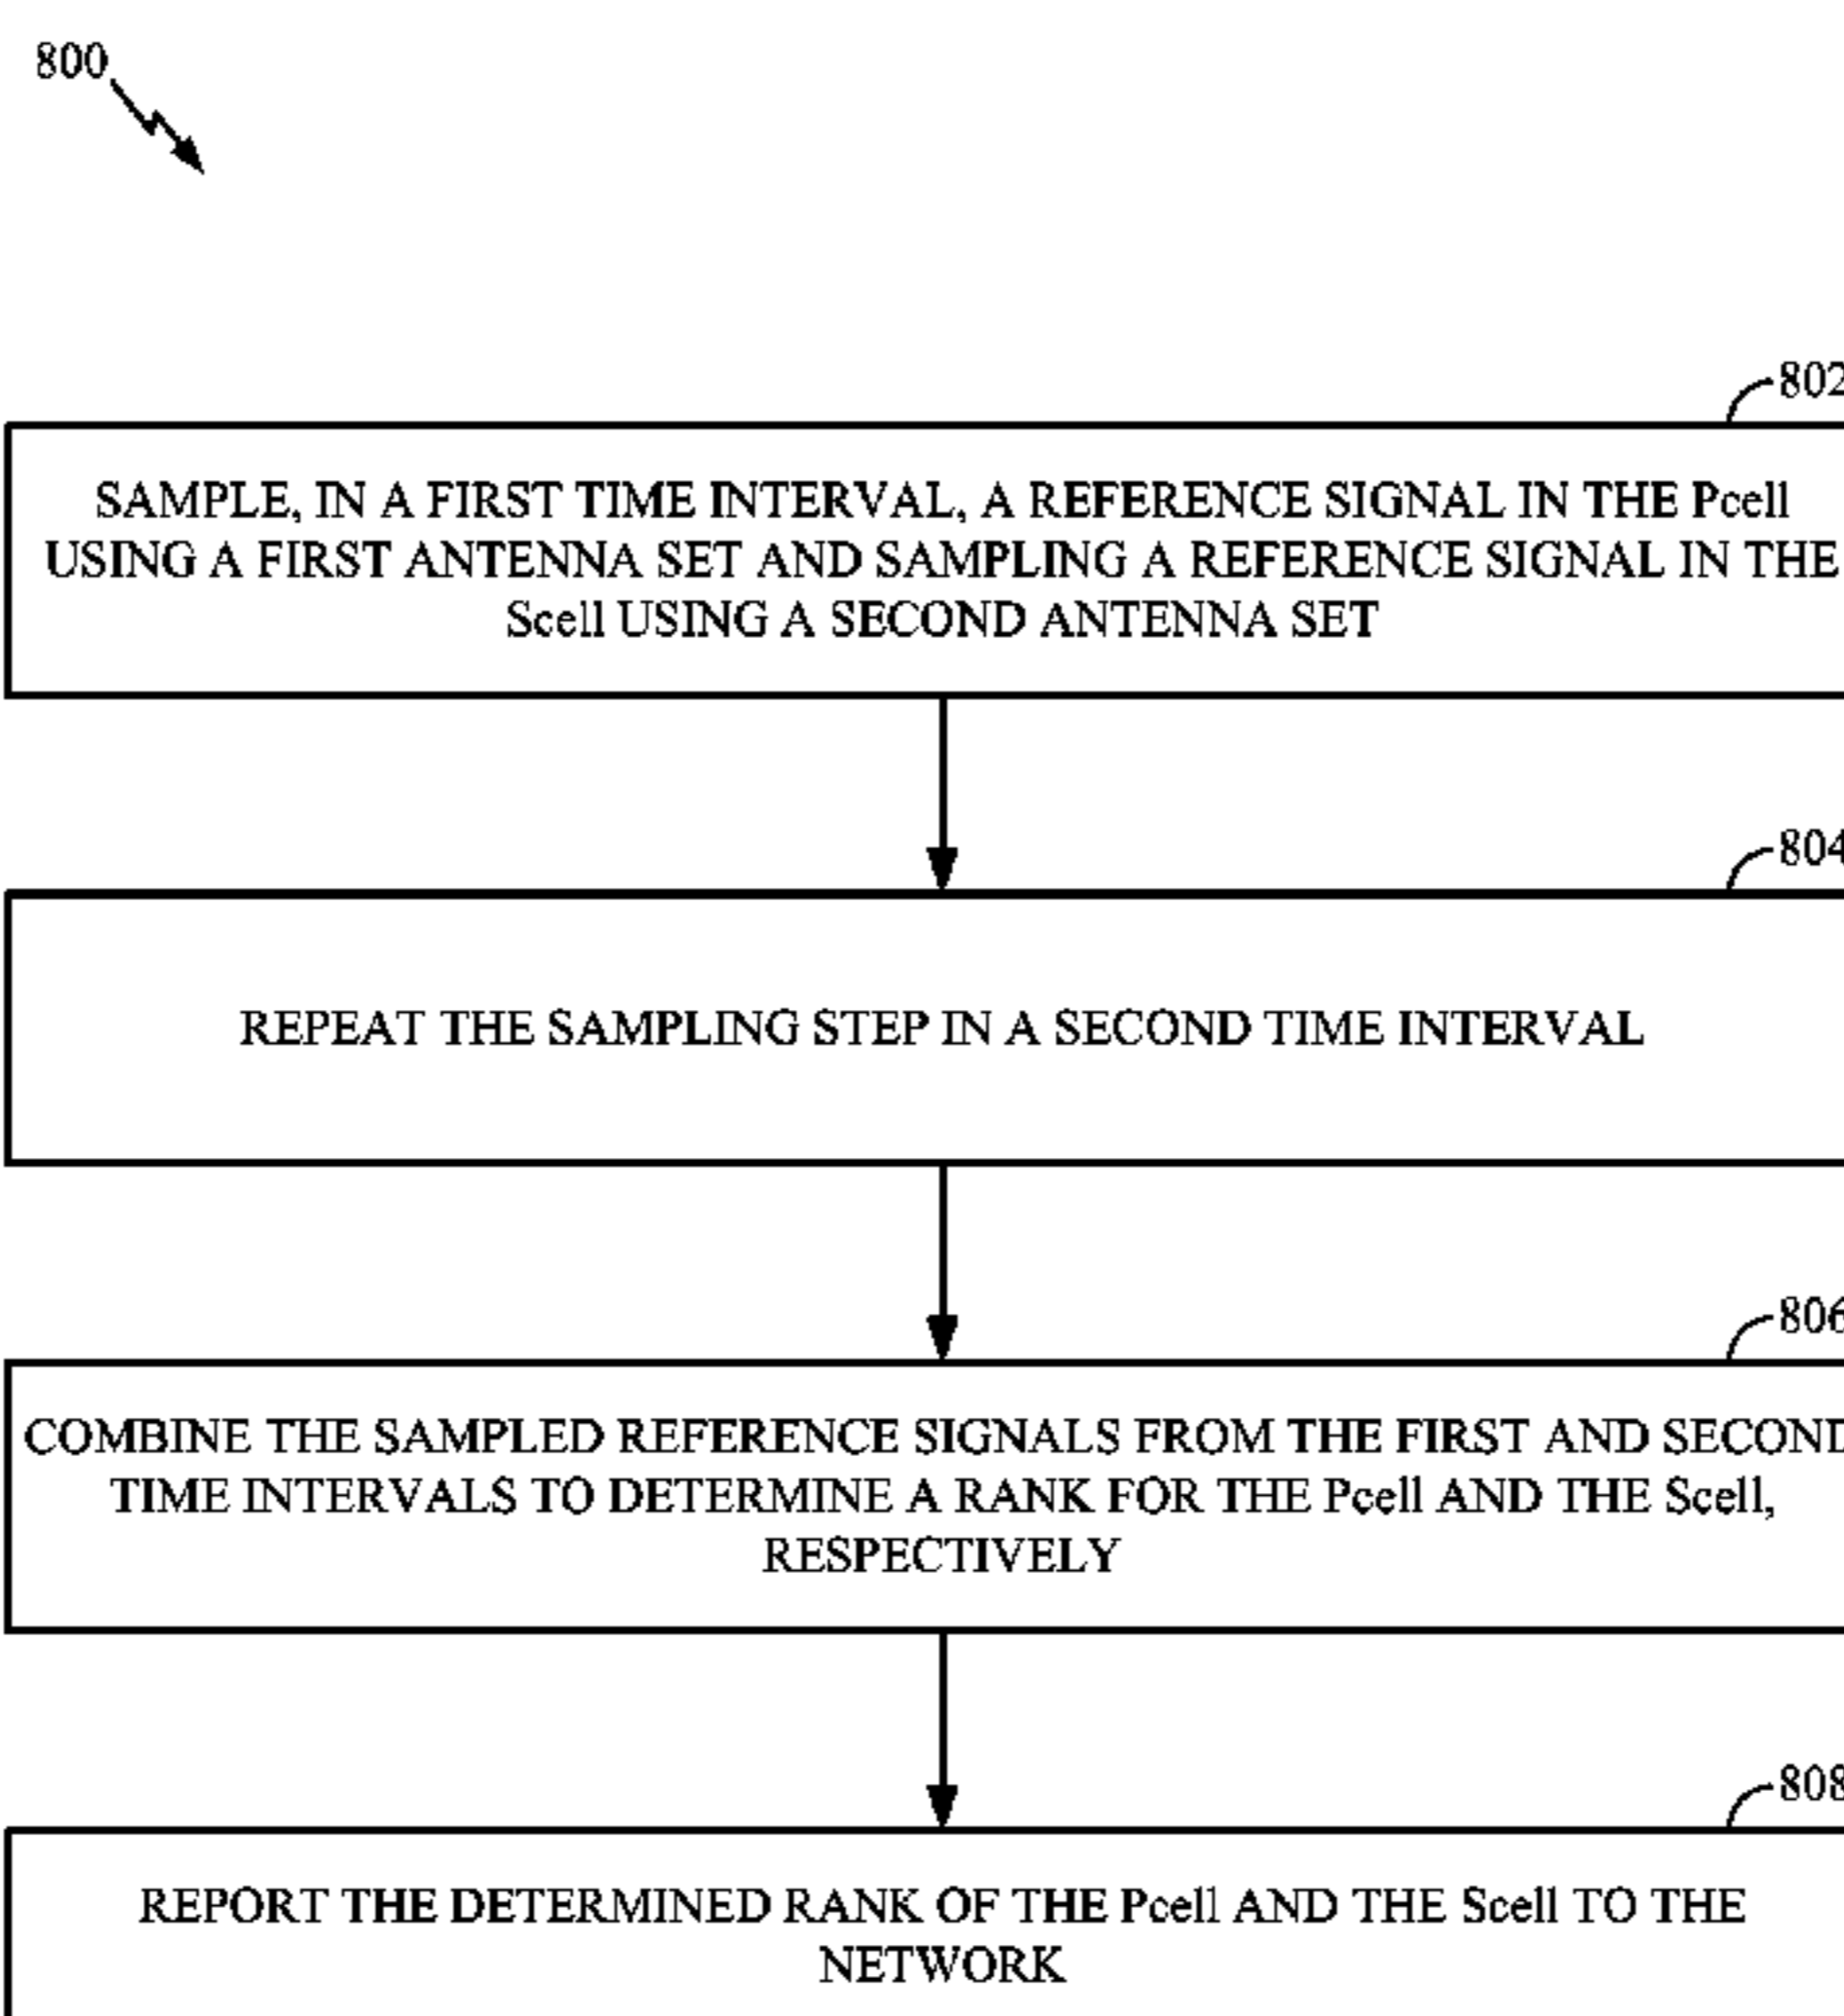 800
802
SAMPLE, IN A FIRST TIME INTERVAL, A REFERENCE SIGNAL IN THE Pcell
USING A FIRST ANTENNA SET AND SAMPLING A REFERENCE SIGNAL IN THE
Scell USING A SECOND ANTENNA SET
804
REPEAT THE SAMPLING STEP IN A SECOND TIME INTERVAL
806
COMBINE THE SAMPLED REFERENCE SIGNALS FROM THE FIRST AND SECOND
TIME INTERVALS TO DETERMINE A RANK FOR THE Pcell AND THE Scell,
RESPECTIVELY
808
REPORT THE DETERMINED RANK OF THE Pcell AND THE Scell TO THE
NETWORK